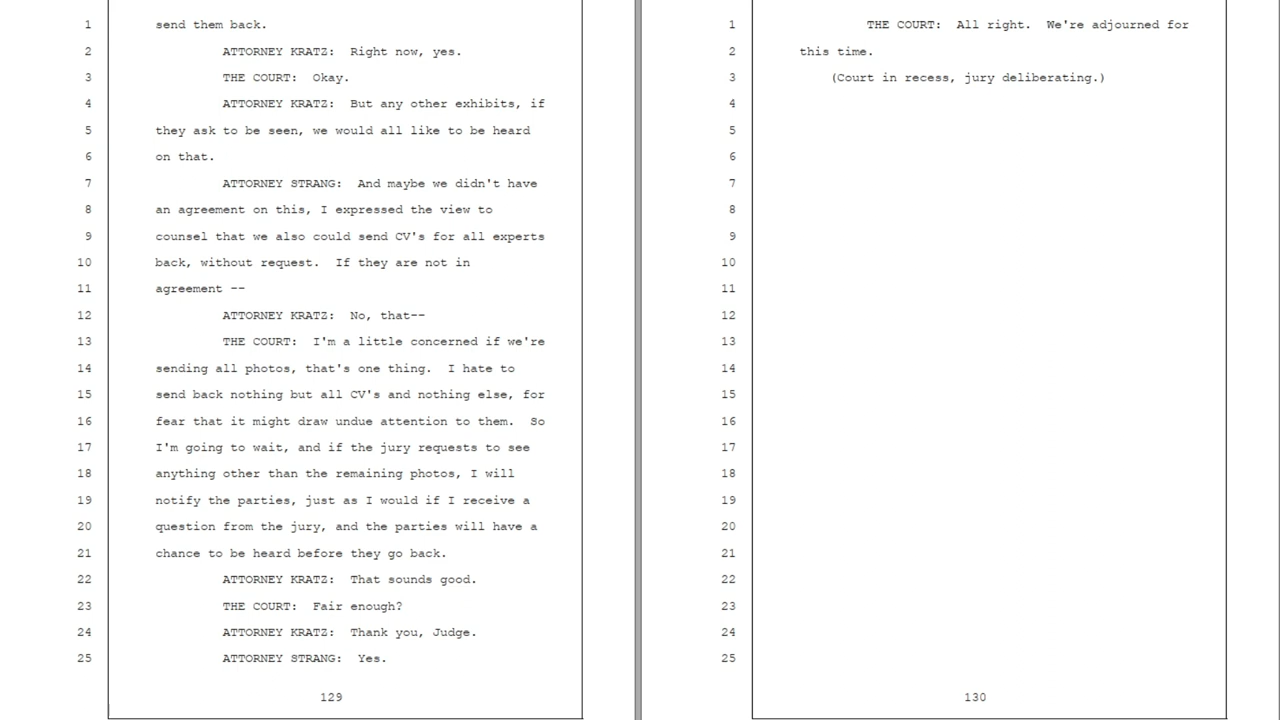 1 send them back.
2 ATTORNEY KRATZ: Right now, yes.
3 THE COURT: Okay.
4 ATTORNEY KRATZ: But any other exhibits, if
5 they ask to be seen, we would all like to be heard
6 on that.
7 ATTORNEY STRANG: And maybe we didn't have
8 an agreement on this, I expressed the view to
9 counsel that we also could send CV's for all experts
10 back, without request. If they are not in
11 agreement --
12 ATTORNEY KRATZ: No, that--
13 THE COURT: I'm a little concerned if we're
14 sending all photos, that's one thing. I hate to
15 send back nothing but all CV's and nothing else, for
16 fear that it might draw undue attention to them. So
17 I'm going to wait, and if the jury requests to see
18 anything other than the remaining photos, I will
19 notify the parties, just as I would if I receive a
20 question from the jury, and the parties will have a
21 chance to be heard before they go back.
22 ATTORNEY KRATZ: That sounds good.
23 THE COURT: Fair enough?
24 ATTORNEY KRATZ: Thank you, Judge.
25 ATTORNEY STRANG: Yes.
129
1 THE COURT: All right. We're adjourned for
2 this time.
3 (Court in recess, jury deliberating.)
4
5
6
7
8
9
10
11
12
13
14
15
16
17
18
19
20
21
22
23
24
25
130